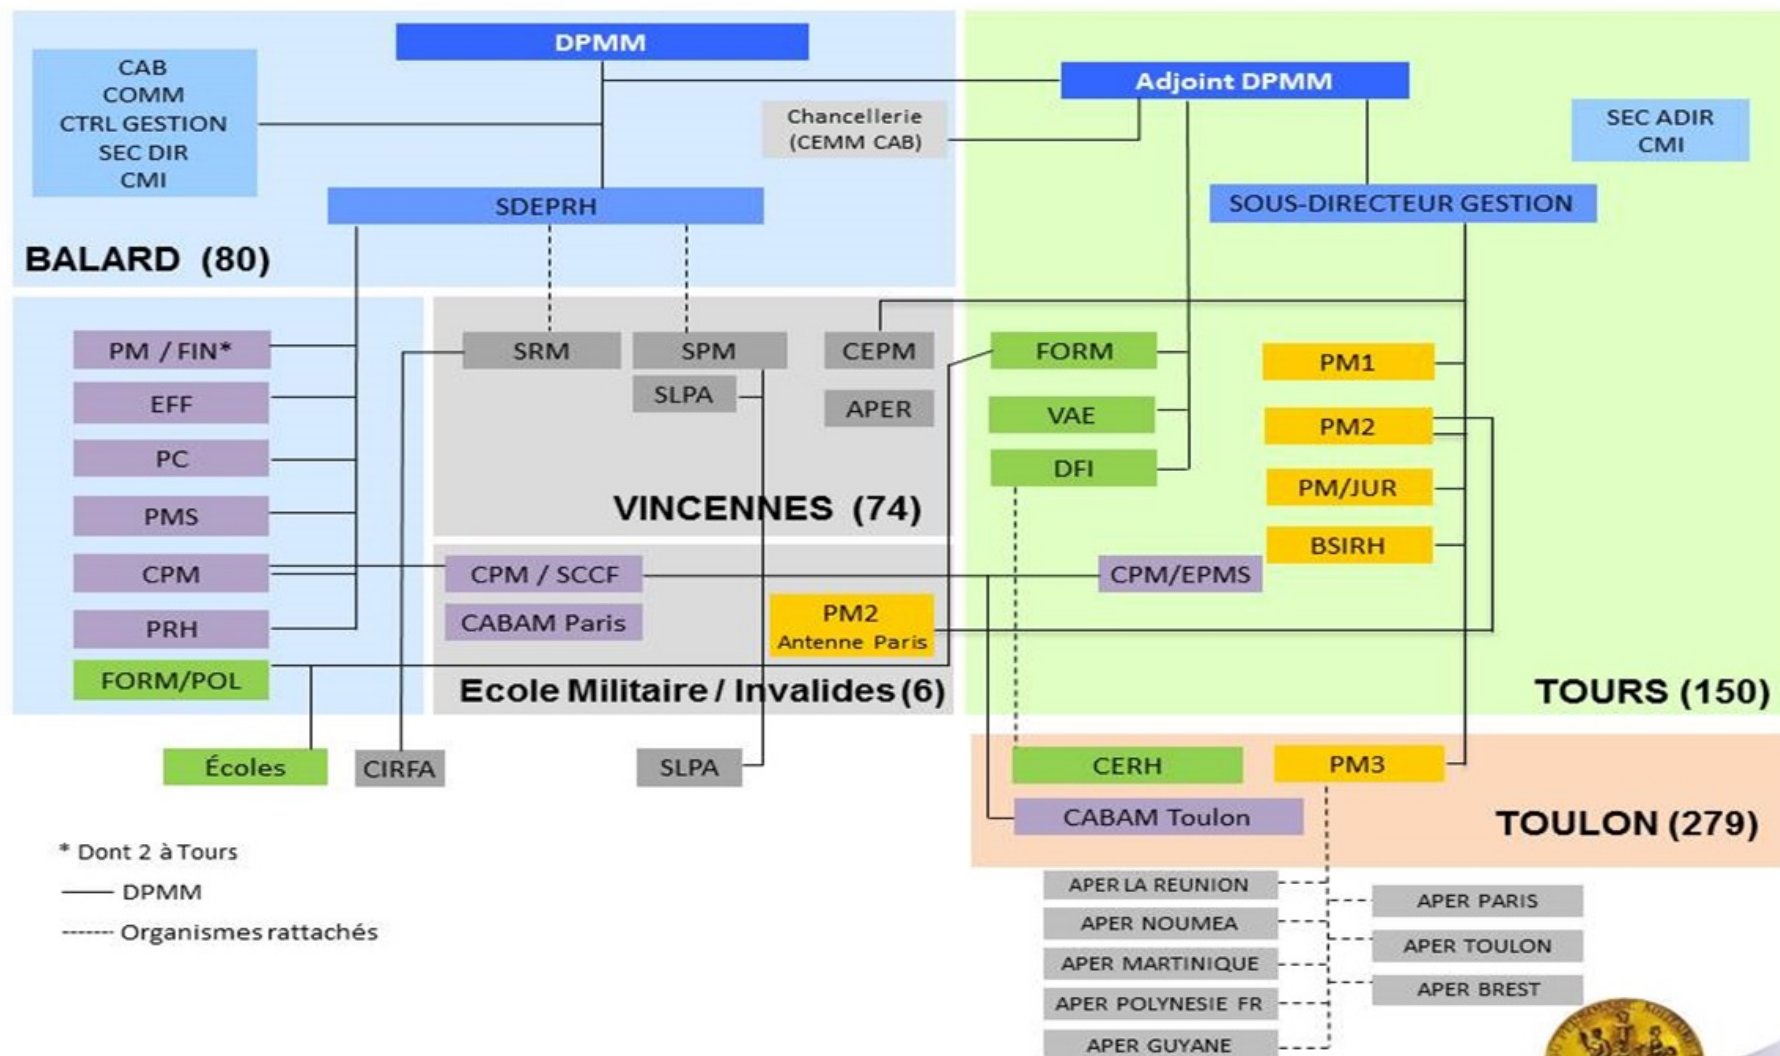 DPMM
CAB
COMM
CTRL GESTION
SEC DIR
CMI
Chancellerie
(CEMM CAB)
Adjoint DPMM
SEC ADIR
CMI
SDEPRH
SOUS-DIRECTEUR GESTION
BALARD (80)
PM / FIN*
EFF
PC
PMS
CPM
PRH
FORM/POL
SRM
SPM
SLPA
CEPM
APER
VINCENNES (74)
CPM / SCCF
CABAM Paris
PM2
Antenne Paris
Ecole Militaire / Invalides (6)
FORM
VAE
DFI
PM1
PM2
PM/JUR
BSIRH
CPM/EPMS
TOURS (150)
Écoles
CIRFA
SLPA
CERH
PM3
CABAM Toulon
TOULON (279)
* Dont 2 à Tours
DPMM
Organismes rattachés
APER LA REUNION
APER NOUMEA
APER MARTINIQUE
APER POLYNESIE FR
APER GUYANE
APER PARIS
APER TOULON
APER BREST